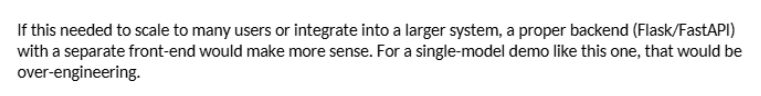 If this needed to scale to many users or integrate into a larger system, a proper backend (Flask/FastAPI)
with a separate front-end would make more sense. For a single-model demo like this one, that would be
over-engineering.